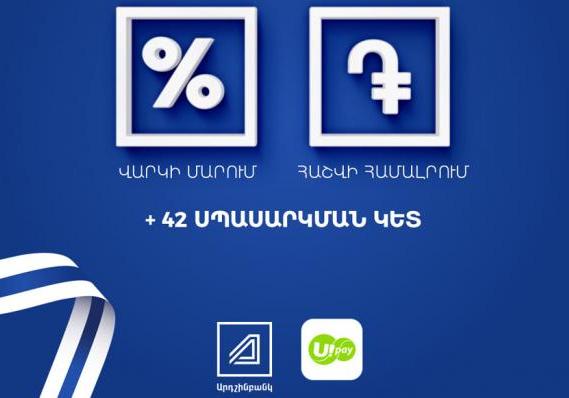 %
֏
ՎԱՐԿԻ ՄԱՐՈՒՄ
ՀԱՇՎԻ ՀԱՄԱԼՐՈՒՄ
+ 42 ՍՊԱՍԱՐԿՄԱՆ ԿԵՏ
U!pay
Արդշինբանկ